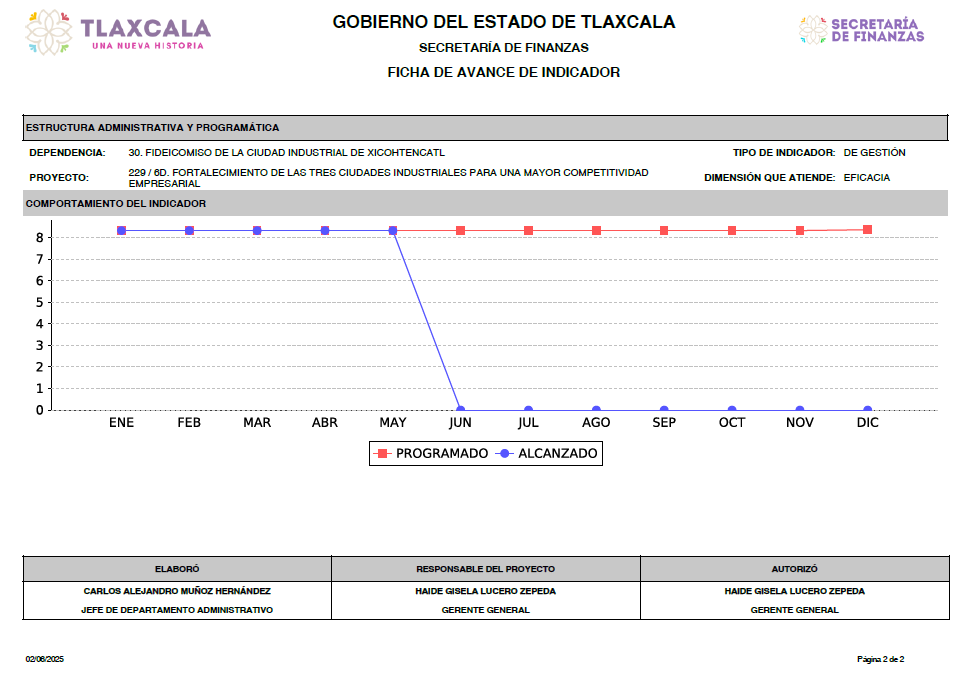 TLAXCALA
UNA NUEVA HISTORIA
GOBIERNO DEL ESTADO DE TLAXCALA
SECRETARÍA DE FINANZAS
FICHA DE AVANCE DE INDICADOR
SECRETARÍA
DE FINANZAS
ESTRUCTURA ADMINISTRATIVA Y PROGRAMÁTICA
DEPENDENCIA: 30. FIDEICOMISO DE LA CIUDAD INDUSTRIAL DE XICOHTENCATL TIPO DE INDICADOR: DE GESTIÓN
PROYECTO: 229 / 6D. FORTALECIMIENTO DE LAS TRES CIUDADES INDUSTRIALES PARA UNA MAYOR COMPETITIVIDAD
EMPRESARIAL DIMENSIÓN QUE ATIENDE: EFICACIA
COMPORTAMIENTO DEL INDICADOR
8
7
6
5
4
3
2
1
0
ENE FEB MAR ABR MAY JUN JUL AGO SEP OCT NOV DIC
PROGRAMADO ALCANZADO
ELABORÓ RESPONSABLE DEL PROYECTO AUTORIZÓ
CARLOS ALEJANDRO MUÑOZ HERNÁNDEZ HAIDE GISELA LUCERO ZEPEDA HAIDE GISELA LUCERO ZEPEDA
JEFE DE DEPARTAMENTO ADMINISTRATIVO GERENTE GENERAL GERENTE GENERAL
02/06/2025 Página 2 de 2